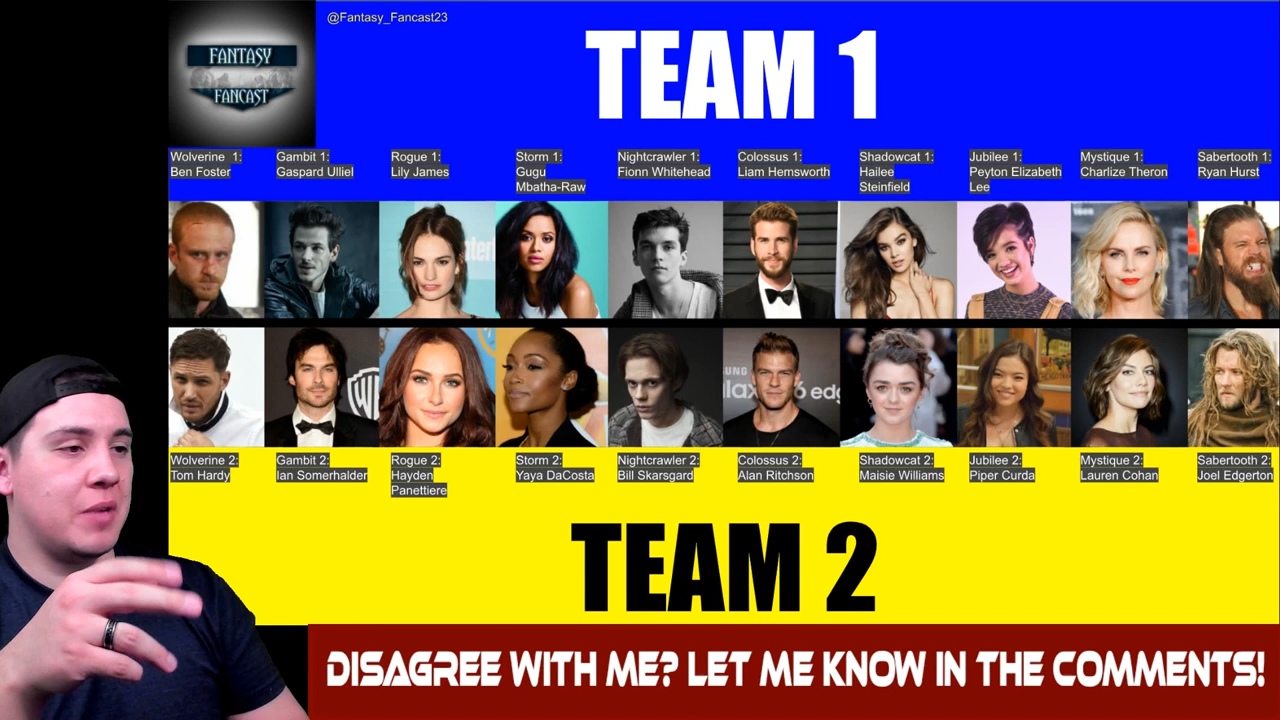 @Fantasy_Fancast23
FANTASY
FANCAST
TEAM 1
Wolverine 1:
Ben Foster
Gambit 1:
Gaspard Ulliel
Rogue 1:
Lily James
Storm 1:
Gugu
Mbatha-Raw
Nightcrawler 1:
Fionn Whitehead
Colossus 1:
Liam Hemsworth
Shadowcat 1:
Hailee
Steinfield
Jubilee 1:
Peyton Elizabeth
Lee
Mystique 1:
Charlize Theron
Sabertooth 1:
Ryan Hurst
Wolverine 2:
Tom Hardy
Gambit 2:
Ian Somerhalder
Rogue 2:
Hayden
Panettiere
Storm 2:
Yaya DaCosta
Nightcrawler 2:
Bill Skarsgard
Colossus 2:
Alan Ritchson
Shadowcat 2:
Maisie Williams
Jubilee 2:
Piper Curda
Mystique 2:
Lauren Cohan
Sabertooth 2:
Joel Edgerton
TEAM 2
DISAGREE WITH ME? LET ME KNOW IN THE COMMENTS!